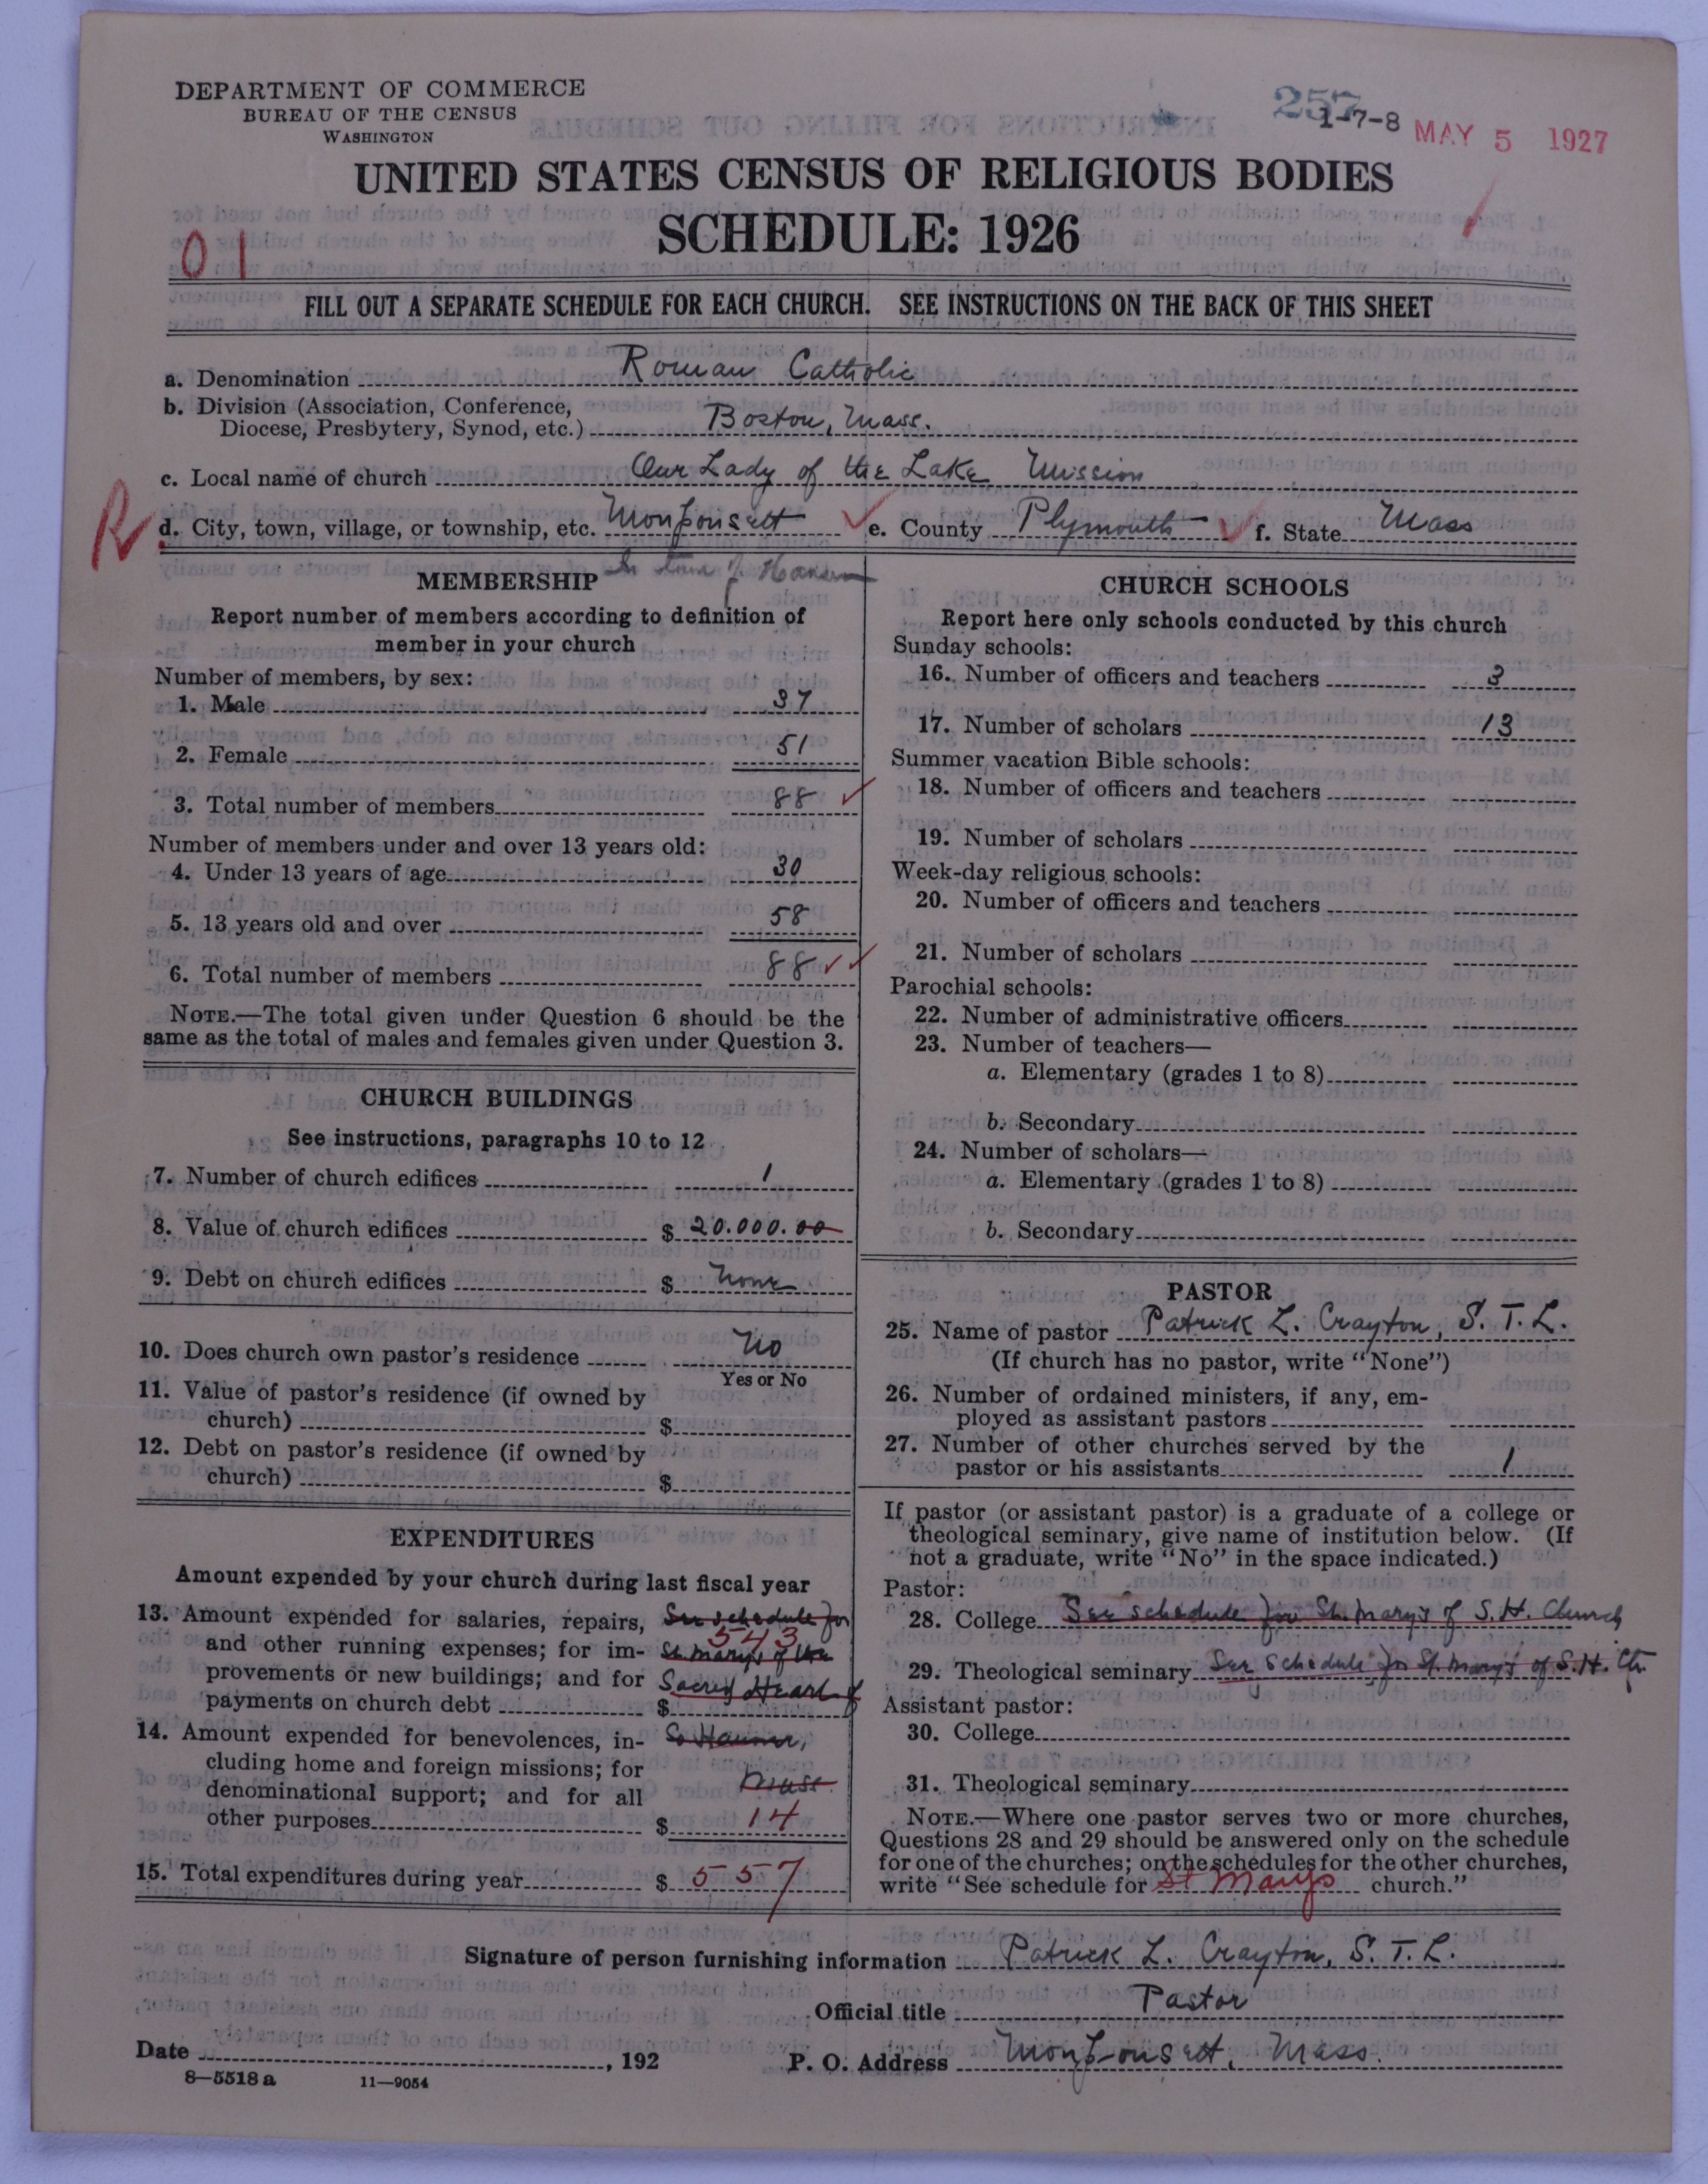 DEPARTMENT OF COMMERCE
BUREAU OF THE CENSUS
WASHINGTON
257
1-7-8
MAY 5 1927
UNITED STATES CENSUS OF RELIGIOUS BODIES
SCHEDULE: 1926
01
FILL OUT A SEPARATE SCHEDULE FOR EACH CHURCH. SEE INSTRUCTIONS ON THE BACK OF THIS SHEET
a. Denomination Roman Catholic
b. Division (Association, Conference,
Diocese, Presbytery, Synod, etc.) Boston, Mass.
c. Local name of church Our Lady of the Lake Mission
R
d. City, town, village, or township, etc. Monponsett e. County Plymouth f. State Mass
MEMBERSHIP
Report number of members according to definition of
member in your church
Number of members, by sex:
1. Male 37
2. Female 51
3. Total number of members 88
Number of members under and over 13 years old:
4. Under 13 years of age 30
5. 13 years old and over 58
6. Total number of members 88
NOTE.—The total given under Question 6 should be the
same as the total of males and females given under Question 3.
CHURCH BUILDINGS
See instructions, paragraphs 10 to 12
7. Number of church edifices 1
8. Value of church edifices $ 20.000.00
9. Debt on church edifices $ None
10. Does church own pastor's residence No
Yes or No
11. Value of pastor's residence (if owned by
church) $
12. Debt on pastor's residence (if owned by
church) $
EXPENDITURES
Amount expended by your church during last fiscal year
13. Amount expended for salaries, repairs, See schedule for
543
and other running expenses; for im- St. Mary's of the
provements or new buildings; and for Sacred Heart of
payments on church debt $
14. Amount expended for benevolences, in- So Hanover,
cluding home and foreign missions; for
denominational support; and for all Mass.
other purposes $ 14
15. Total expenditures during year $ 557
CHURCH SCHOOLS
Report here only schools conducted by this church
Sunday schools:
16. Number of officers and teachers 3
17. Number of scholars 13
Summer vacation Bible schools:
18. Number of officers and teachers
19. Number of scholars
Week-day religious schools:
20. Number of officers and teachers
21. Number of scholars
Parochial schools:
22. Number of administrative officers
23. Number of teachers—
a. Elementary (grades 1 to 8)
b. Secondary
24. Number of scholars—
a. Elementary (grades 1 to 8)
b. Secondary
PASTOR
25. Name of pastor Patrick L. Crayton, S. T. L.
(If church has no pastor, write "None")
26. Number of ordained ministers, if any, em-
ployed as assistant pastors
27. Number of other churches served by the
pastor or his assistants 1
If pastor (or assistant pastor) is a graduate of a college or
theological seminary, give name of institution below. (If
not a graduate, write "No" in the space indicated.)
Pastor:
28. College See schedule for St. Mary's of S.H. Church
29. Theological seminary See schedule for St. Mary's of S.H. Ch.
Assistant pastor:
30. College
31. Theological seminary
NOTE.—Where one pastor serves two or more churches,
Questions 28 and 29 should be answered only on the schedule
for one of the churches; on the schedules for the other churches,
write "See schedule for St Marys church."
Signature of person furnishing information Patrick L. Crayton, S. T. L.
Official title Pastor
Date , 192
P. O. Address Monponsett, Mass.
8—5518 a 11—9054